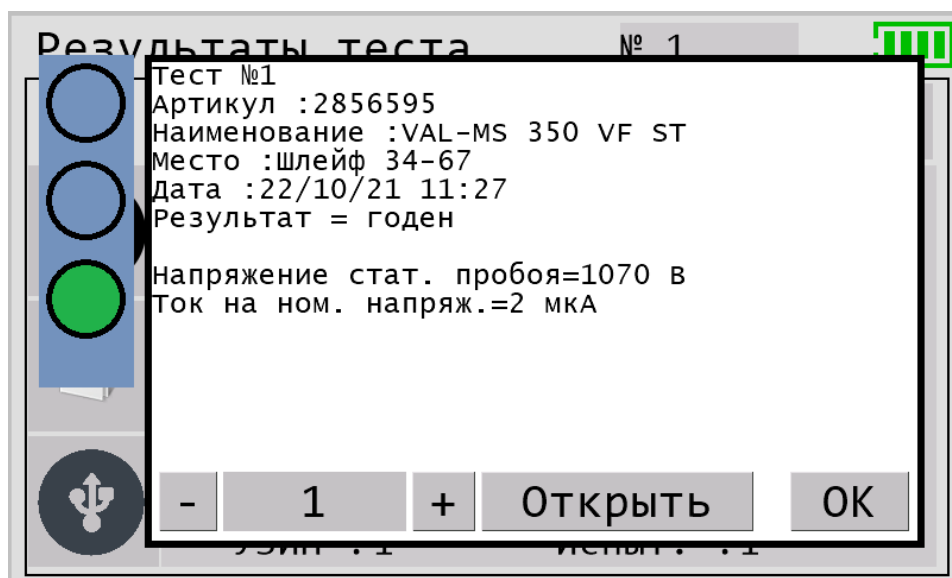 Результаты теста № 1
Тест №1
Артикул :2856595
Наименование :VAL-MS 350 VF ST
Место :Шлейф 34-67
Дата :22/10/21 11:27
Результат = годен
Напряжение стат. пробоя=1070 В
Ток на ном. напряж.=2 мкА
- 1 + Открыть OK